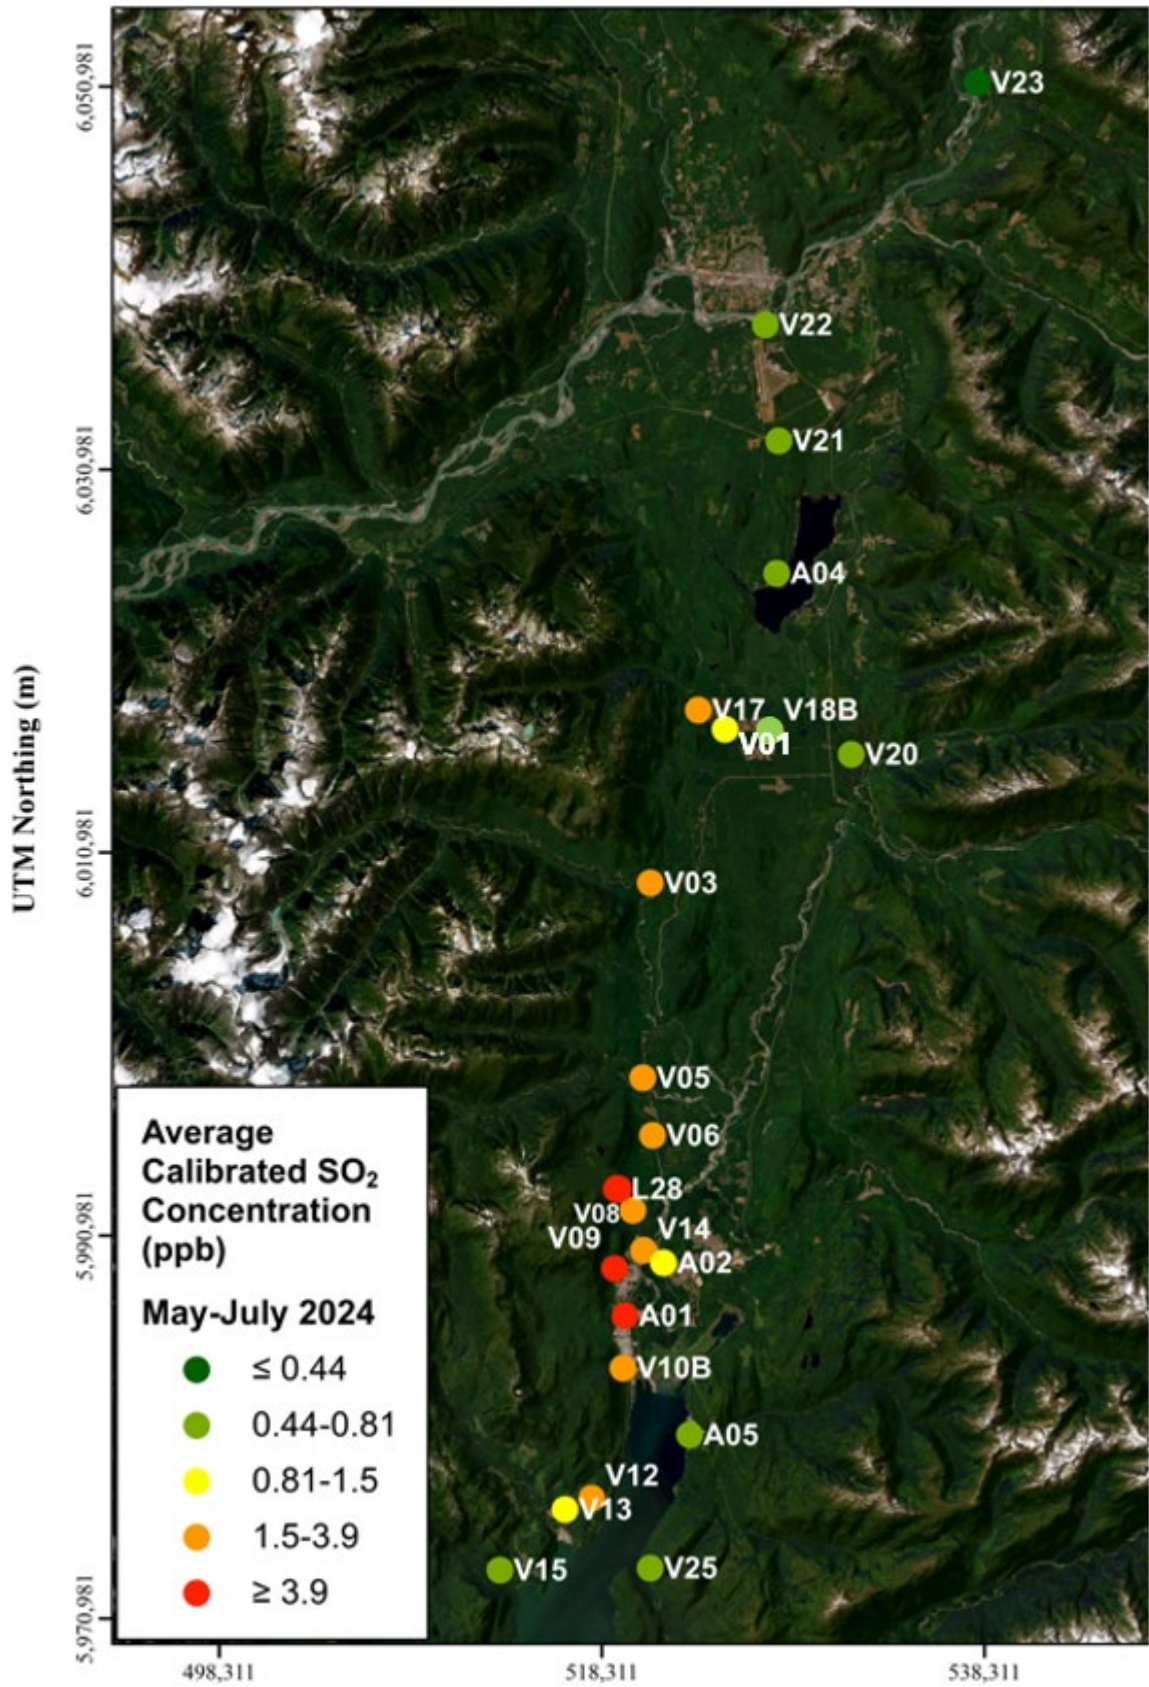 6,050,981
V23
V22
V21
6,030,981
A04
V17
V18B
V01
V20
UTM Northing (m)
6,010,981
V03
V05
V06
L28
V08
V14
V09
5,990,981
A02
A01
V10B
A05
V12
V13
V15
V25
5,970,981
Average
Calibrated SO₂
Concentration
(ppb)
May-July 2024
≤ 0.44
0.44-0.81
0.81-1.5
1.5-3.9
≥ 3.9
498,311
518,311
538,311